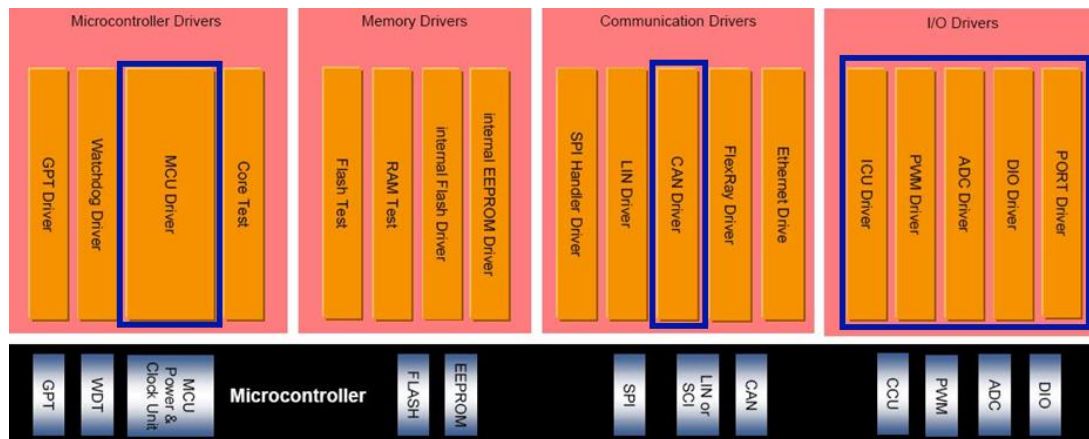 Microcontroller Drivers
GPT Driver
Watchdog Driver
MCU Driver
Core Test
Memory Drivers
Flash Test
RAM Test
internal Flash Driver
internal EEPROM Driver
Communication Drivers
SPI Handler Driver
LIN Driver
CAN Driver
FlexRay Driver
Ethernet Drive
I/O Drivers
ICU Driver
PWM Driver
ADC Driver
DIO Driver
PORT Driver
GPT
WDT
MCU
Power &
Clock Unit
Microcontroller
FLASH
EEPROM
SPI
LIN or
SCI
CAN
CCU
PWM
ADC
DIO